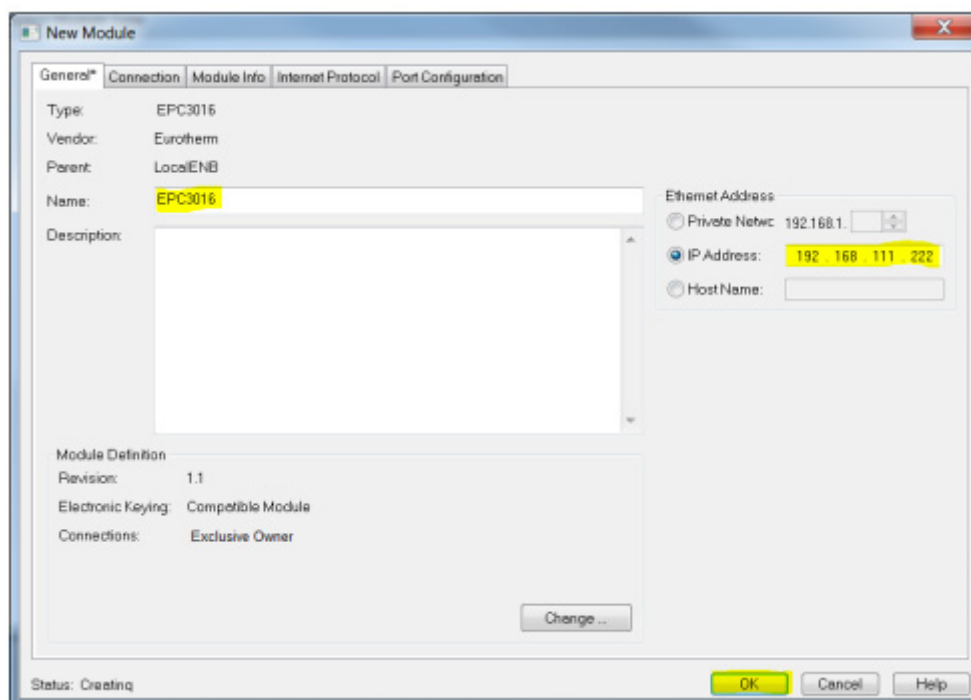 New Module
General* Connection Module Info Internet Protocol Port Configuration
Type: EPC3016
Vendor: Eurotherm
Parent: LocalENB
Name: EPC3016
Description:
Ethernet Address
Private Netwc 192.168.1.
IP Address: 192 . 168 . 111 . 222
Host Name:
Module Definition
Revision: 1.1
Electronic Keying: Compatible Module
Connections: Exclusive Owner
Change ...
Status: Creating
OK Cancel Help